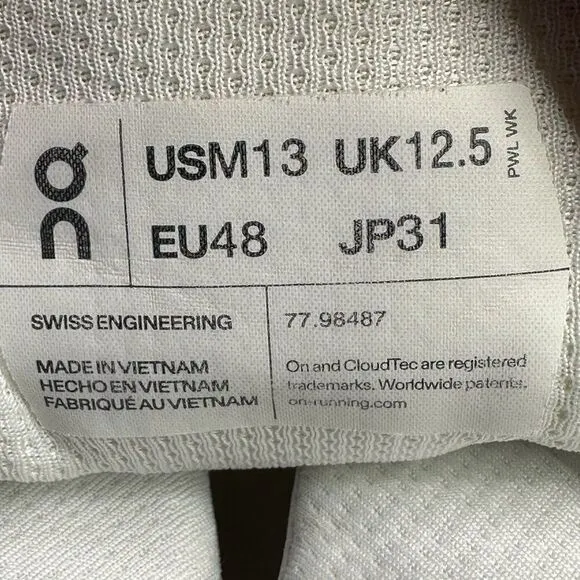 On
USM13 UK12.5
EU48 JP31
PWL WK
SWISS ENGINEERING
77.98487
MADE IN VIETNAM
HECHO EN VIETNAM
FABRIQUÉ AU VIETNAM
On and CloudTec are registered
trademarks. Worldwide patents.
on-running.com